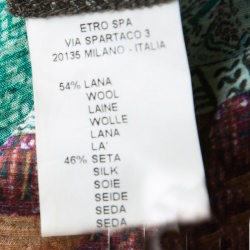 ETRO SPA
VIA SPARTACO 3
20135 MILANO - ITALIA
54% LANA
WOOL
LAINE
WOLLE
LANA
LA'
46% SETA
SILK
SOIE
SEIDE
SEDA
SEDA